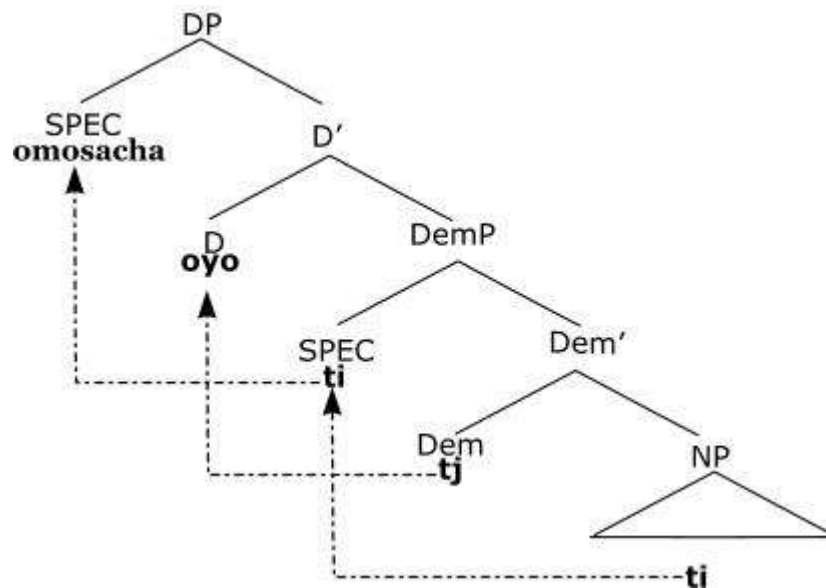 DP
SPEC
omosacha
D’
D
oyo
DemP
SPEC
ti
Dem’
Dem
tj
NP
ti